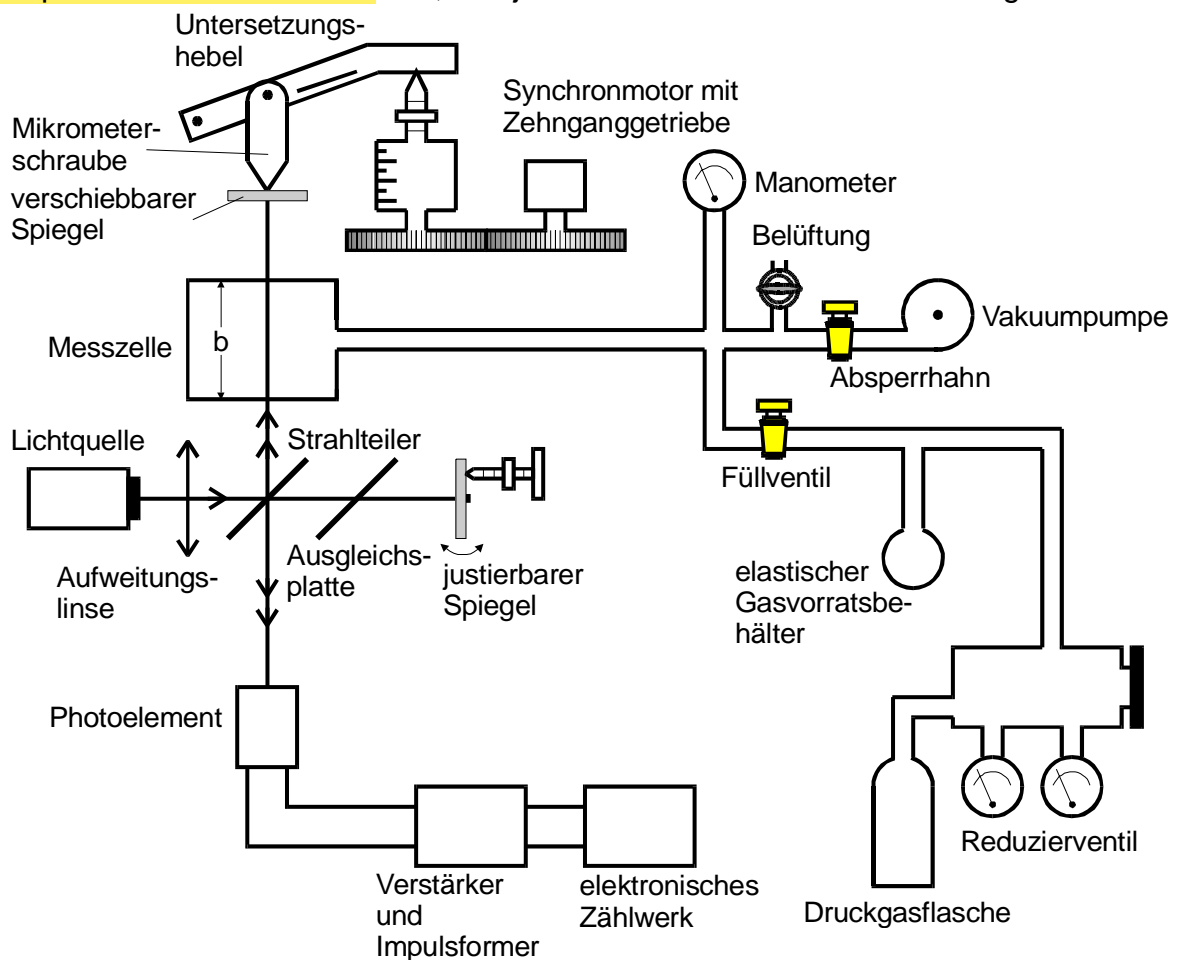 Untersetzungs-
hebel
Synchronmotor mit
Zehnganggetriebe
Mikrometer-
schraube
verschiebbarer
Spiegel
Manometer
Belüftung
Vakuumpumpe
b
Messzelle
Absperrhahn
Lichtquelle
Strahlteiler
Füllventil
Aufweitungs-
linse
Ausgleichs-
platte
justierbarer
Spiegel
elastischer
Gasvorratsbe-
hälter
Photoelement
Reduzierventil
Verstärker
und
Impulsformer
elektronisches
Zählwerk
Druckgasflasche